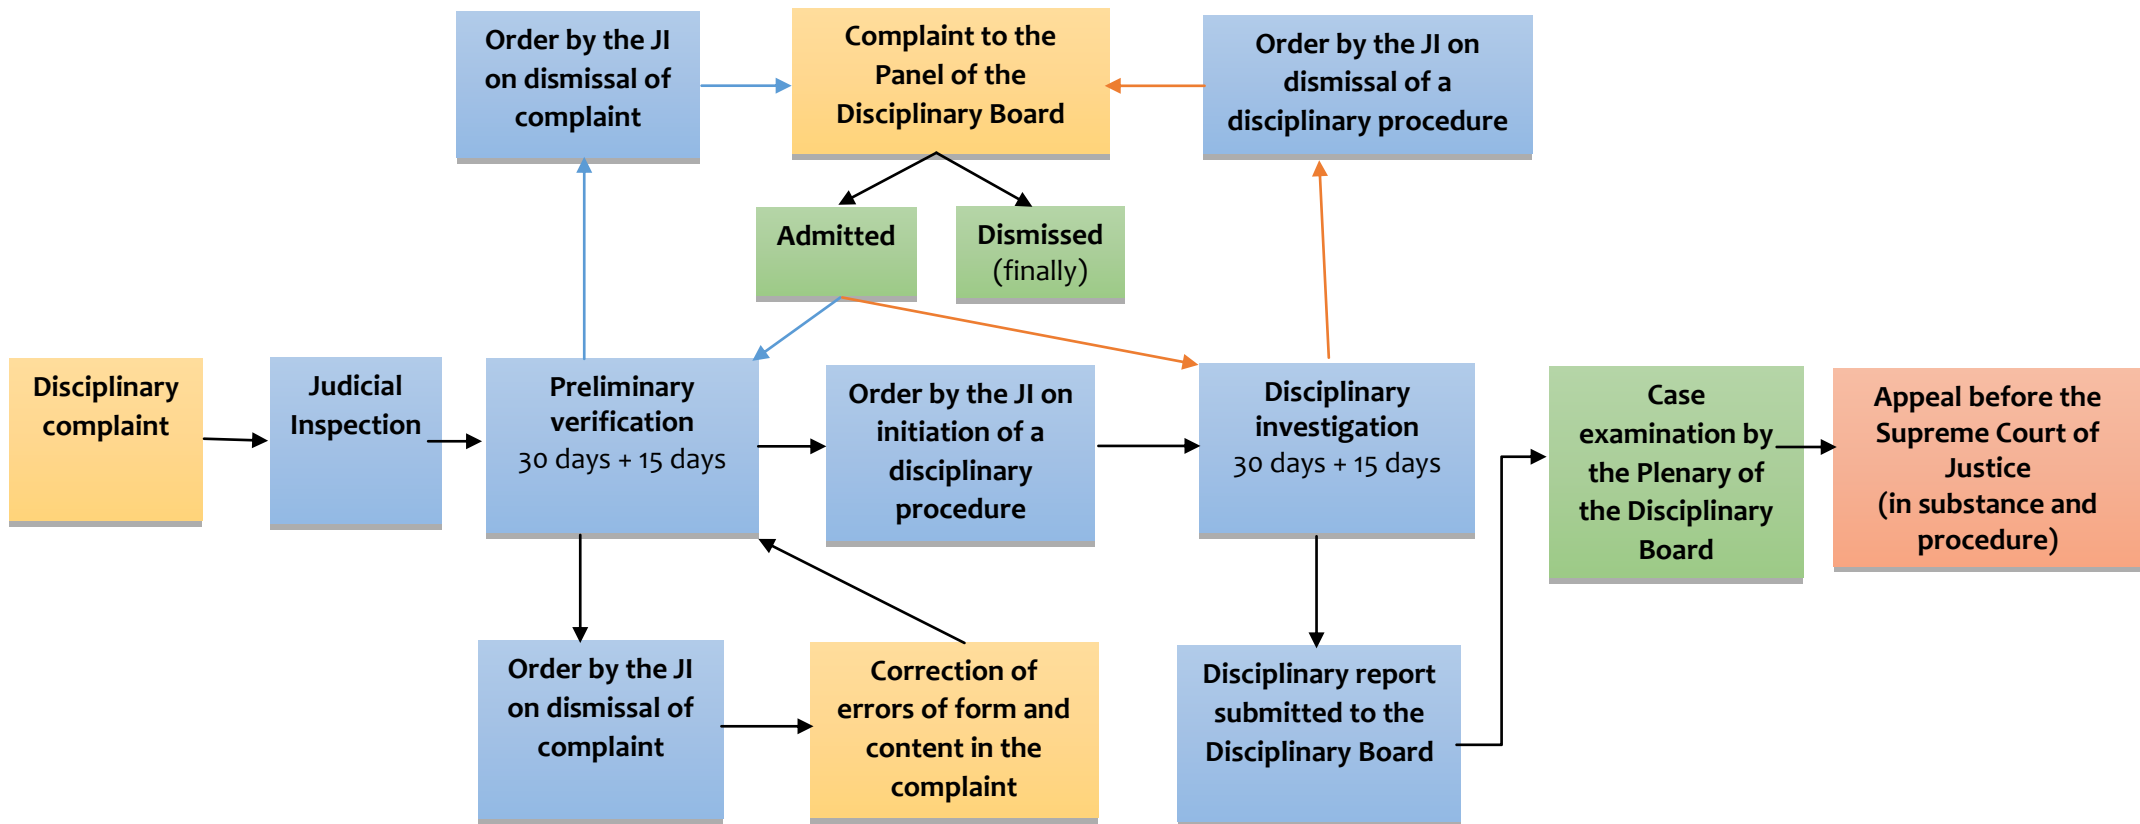 Order by the JI
on dismissal of
complaint
Complaint to the
Panel of the
Disciplinary Board
Order by the JI on
dismissal of a
disciplinary procedure
Admitted
Dismissed
(finally)
Disciplinary
complaint
Judicial
Inspection
Preliminary
verification
30 days + 15 days
Order by the JI on
initiation of a
disciplinary
procedure
Disciplinary
investigation
30 days + 15 days
Case
examination by
the Plenary of
the Disciplinary
Board
Appeal before the
Supreme Court of
Justice
(in substance and
procedure)
Order by the JI
on dismissal of
complaint
Correction of
errors of form and
content in the
complaint
Disciplinary report
submitted to the
Disciplinary Board